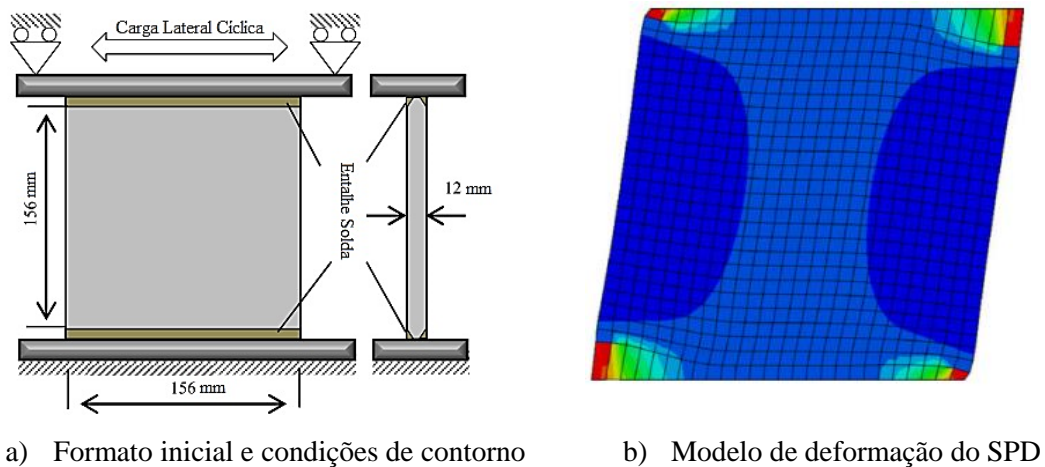 Carga Lateral Cíclica
156 mm
Entalhe Solda
12 mm
156 mm
a) Formato inicial e condições de contorno
b) Modelo de deformação do SPD